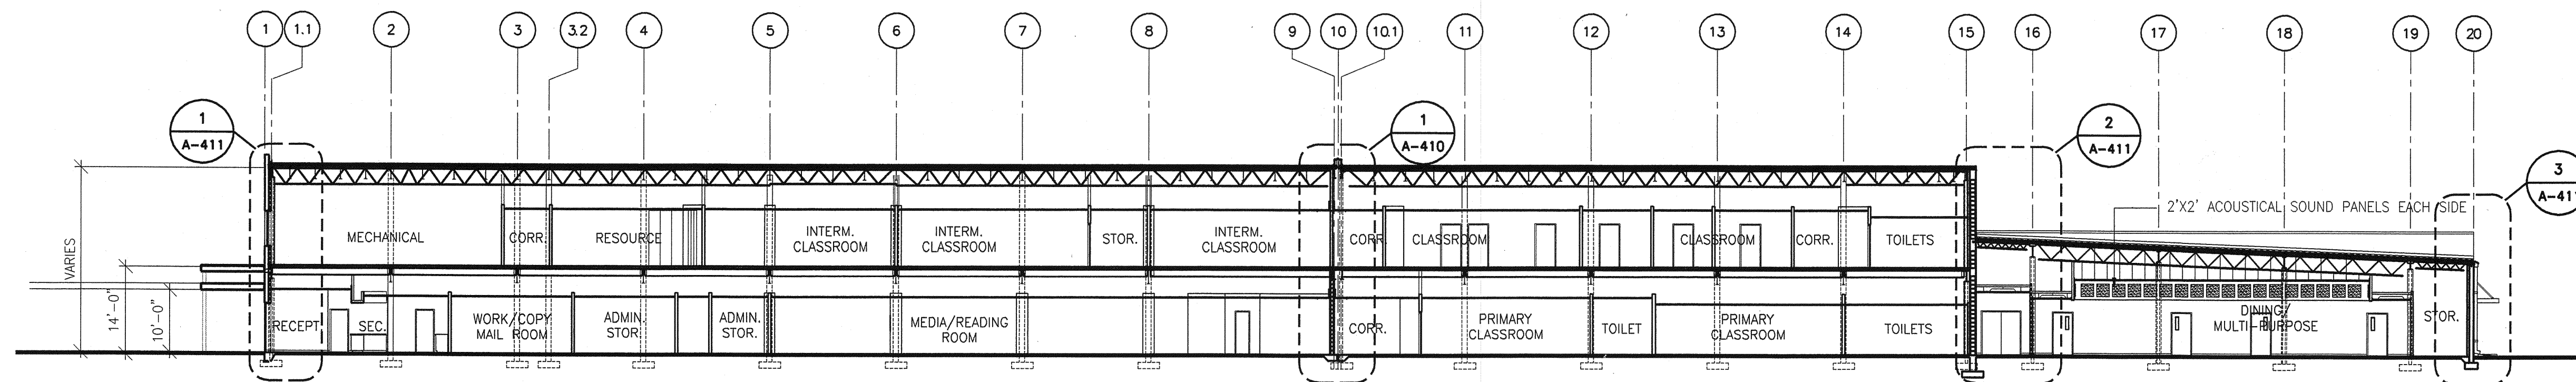 1 1.1 2 3 3.2 4 5 6 7 8 9 10 10.1 11 12 13 14 15 16 17 18 19 20
1
A-411
1
A-410
2
A-411
3
2'X2' ACOUSTICAL SOUND PANELS EACH SIDE
VARIES
14'-0"
10'-0"
MECHANICAL
CORR.
RESOURCE
INTERM.
CLASSROOM
INTERM.
CLASSROOM
STOR.
INTERM.
CLASSROOM
CORR.
CLASSROOM
CLASSROOM
CORR.
TOILETS
RECEPT.
SEC.
WORK/COPY
MAIL ROOM
ADMIN.
STOR.
ADMIN.
STOR.
MEDIA/READING
ROOM
CORR.
PRIMARY
CLASSROOM
TOILET
PRIMARY
CLASSROOM
TOILETS
DINING/
MULTI-PURPOSE
STOR.